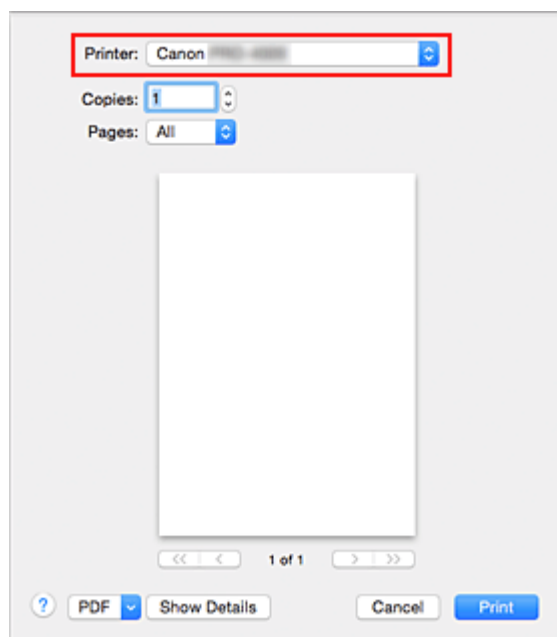 Printer: Canon
Copies: 1
Pages: All
<< < 1 of 1 > >>
? PDF Show Details Cancel Print